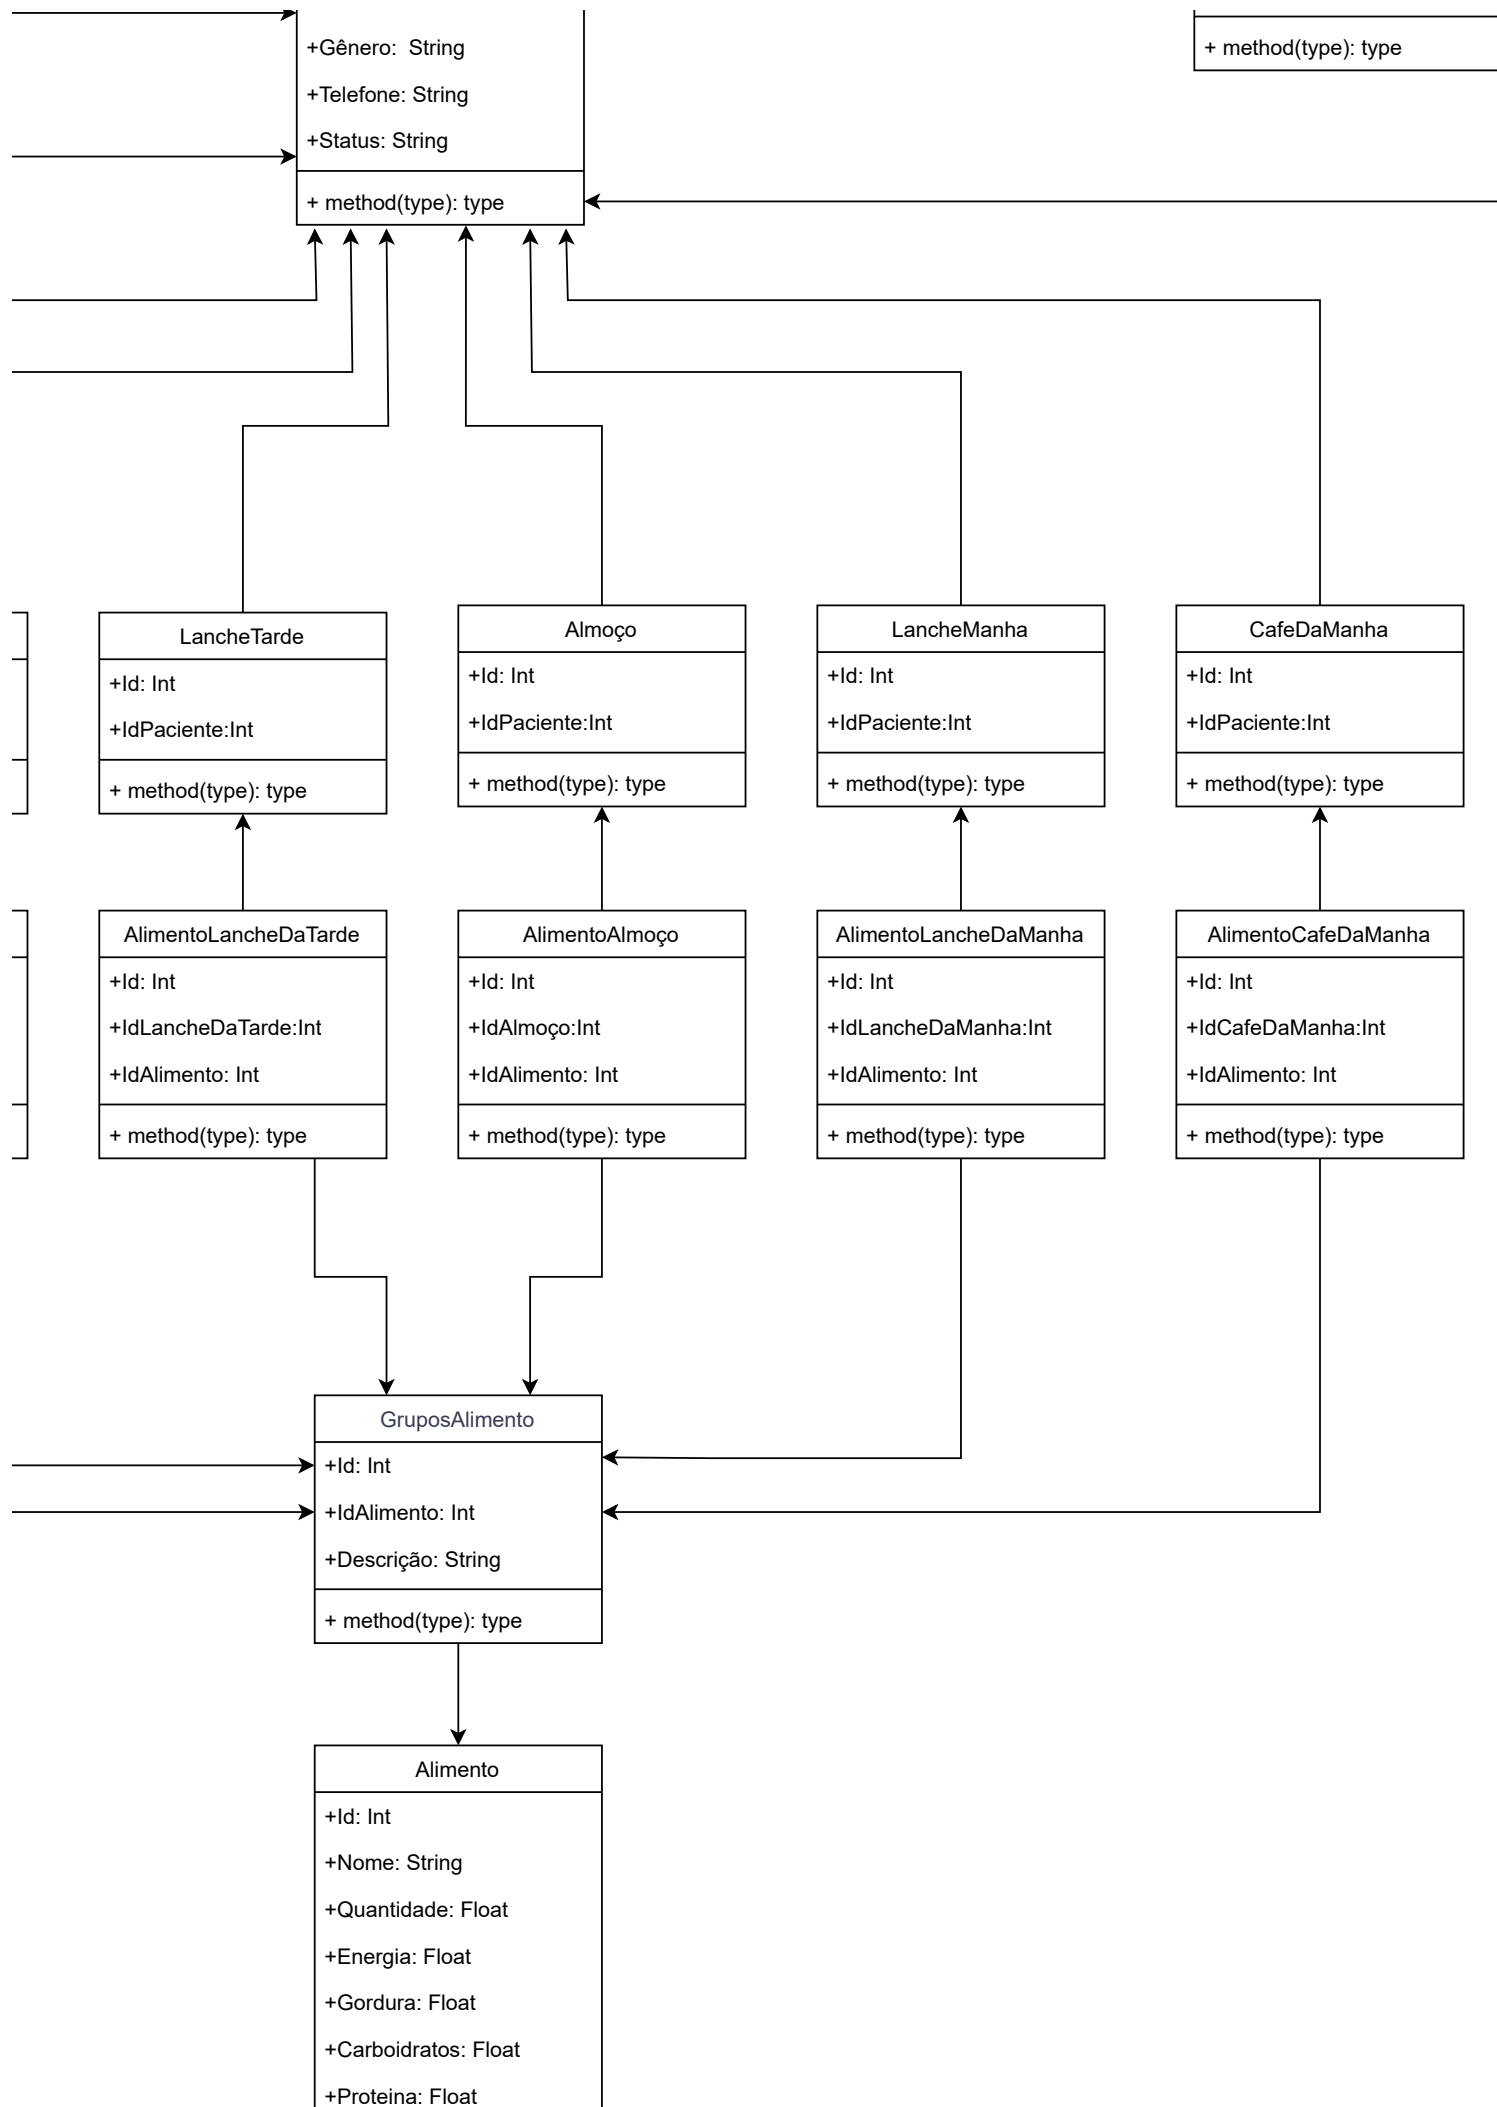 +Gênero:  String
+Telefone: String
+Status: String
+ method(type): type
+ method(type): type
LancheTarde
+Id: Int
+IdPaciente:Int
+ method(type): type
Almoço
+Id: Int
+IdPaciente:Int
+ method(type): type
LancheManha
+Id: Int
+IdPaciente:Int
+ method(type): type
CafeDaManha
+Id: Int
+IdPaciente:Int
+ method(type): type
AlimentoLancheDaTarde
+Id: Int
+IdLancheDaTarde:Int
+IdAlimento: Int
+ method(type): type
AlimentoAlmoço
+Id: Int
+IdAlmoço:Int
+IdAlimento: Int
+ method(type): type
AlimentoLancheDaManha
+Id: Int
+IdLancheDaManha:Int
+IdAlimento: Int
+ method(type): type
AlimentoCafeDaManha
+Id: Int
+IdCafeDaManha:Int
+IdAlimento: Int
+ method(type): type
GruposAlimento
+Id: Int
+IdAlimento: Int
+Descrição: String
+ method(type): type
Alimento
+Id: Int
+Nome: String
+Quantidade: Float
+Energia: Float
+Gordura: Float
+Carboidratos: Float
+Proteina: Float